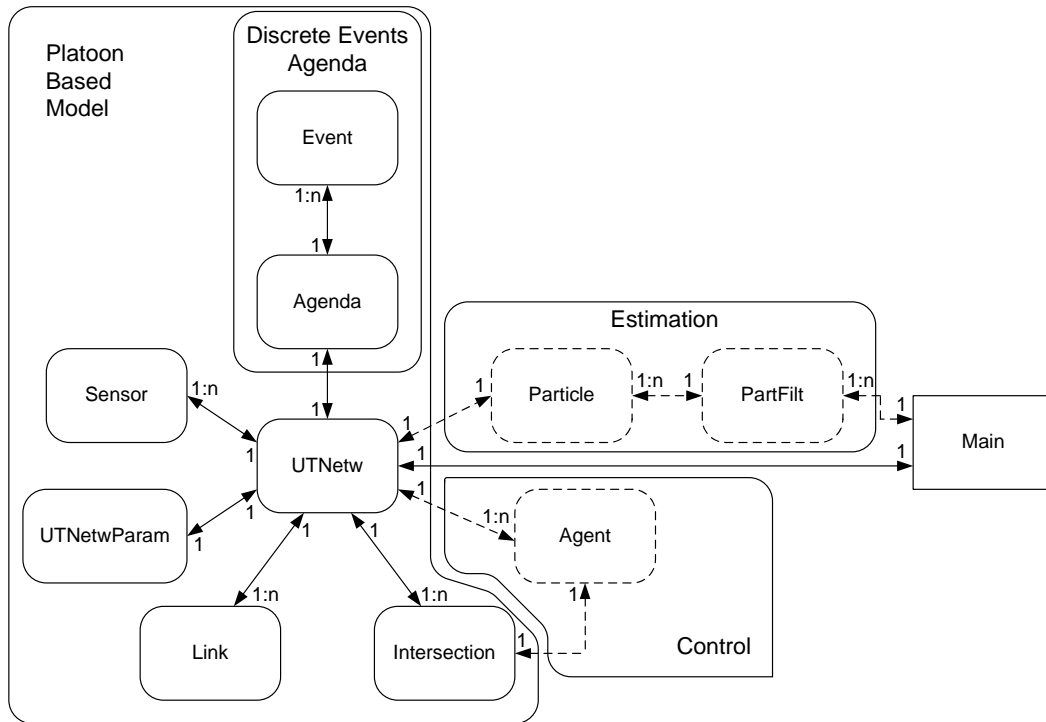 Platoon
Based
Model
Discrete Events
Agenda
Event
1:n
1
Agenda
1
1
Estimation
Particle
1:n
1
PartFilt
1:n
1
Main
1
1
1
Sensor
1:n
1
UTNetw
1
1
UTNetwParam
1
1
1
1:n
Agent
1
1
1
1:n
1:n
Link
Intersection
1
Control